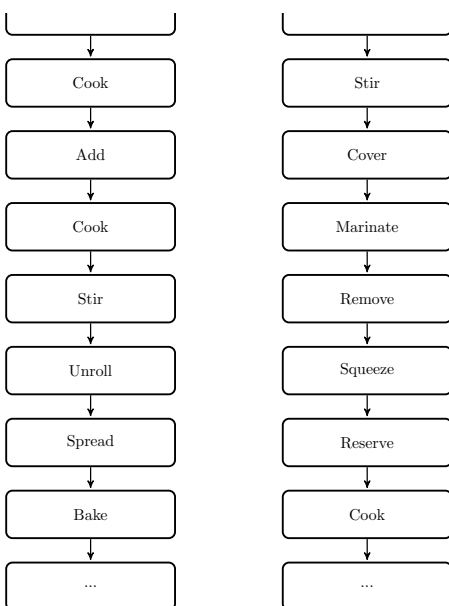 Cook
Add
Cook
Stir
Unroll
Spread
Bake
...
Stir
Cover
Marinate
Remove
Squeeze
Reserve
Cook
...